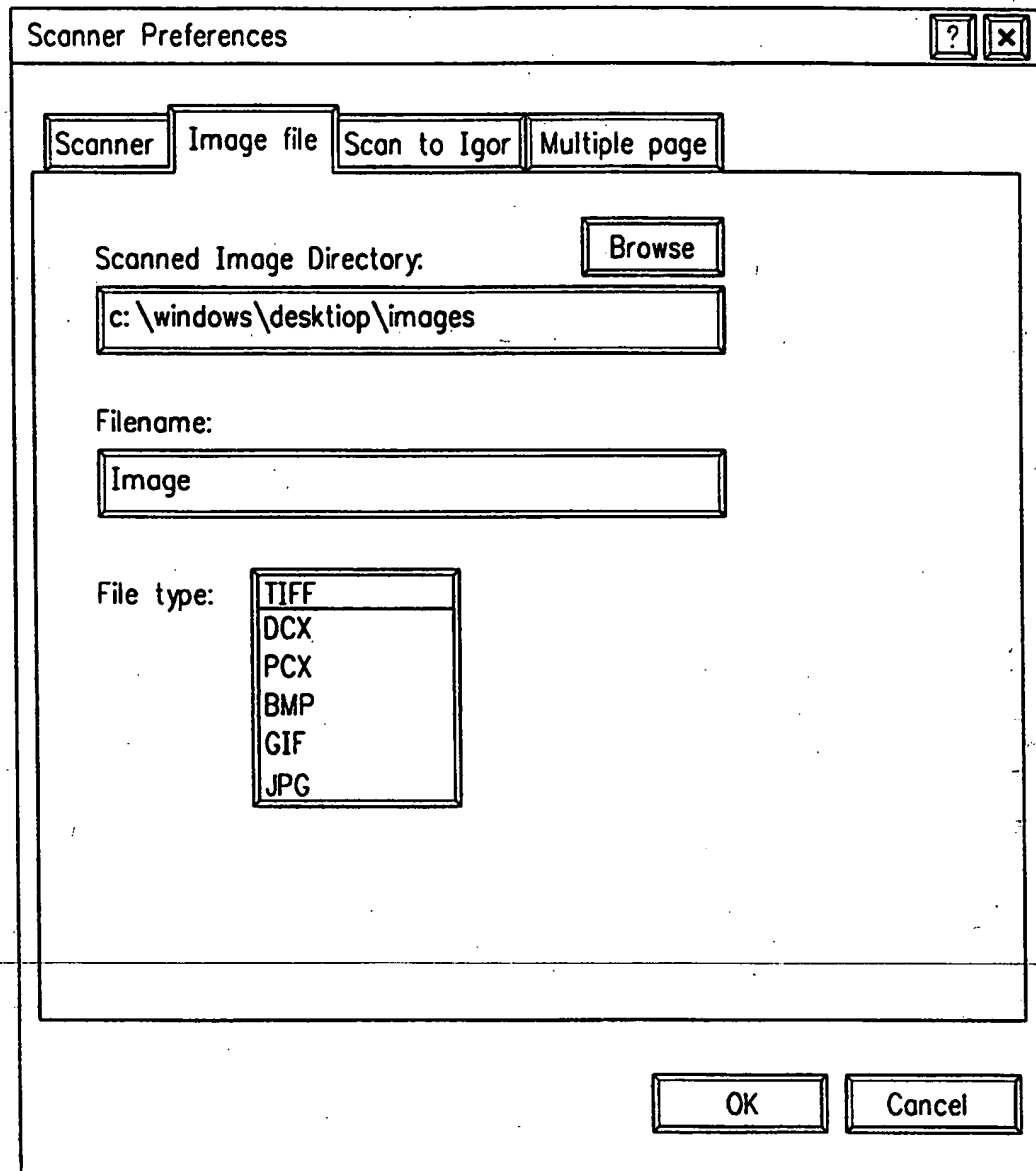 Scanner Preferences ? ×
Scanner Image file Scan to Igor Multiple page
Browse
Scanned Image Directory:
c: \windows\desktiop\images
Filename:
Image
File type: TIFF
DCX
PCX
BMP
GIF
JPG
OK Cancel